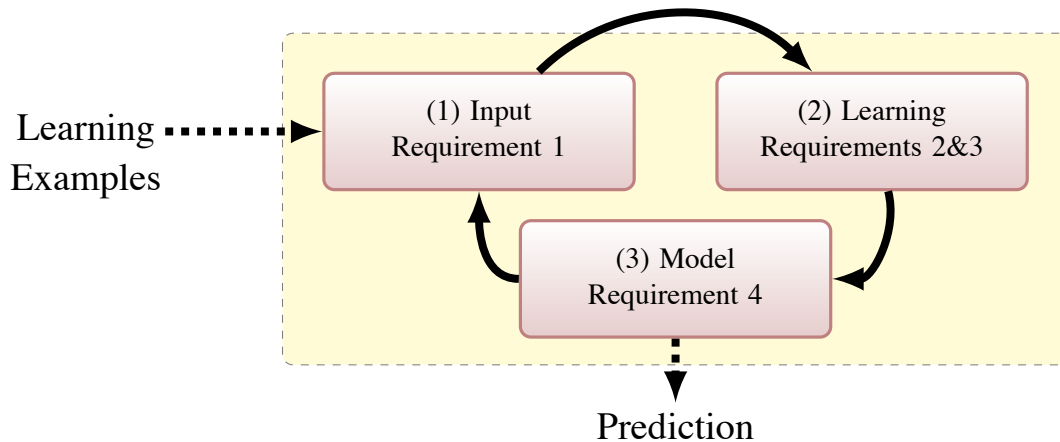 Learning
Examples
(1) Input
Requirement 1
(2) Learning
Requirements 2&3
(3) Model
Requirement 4
Prediction